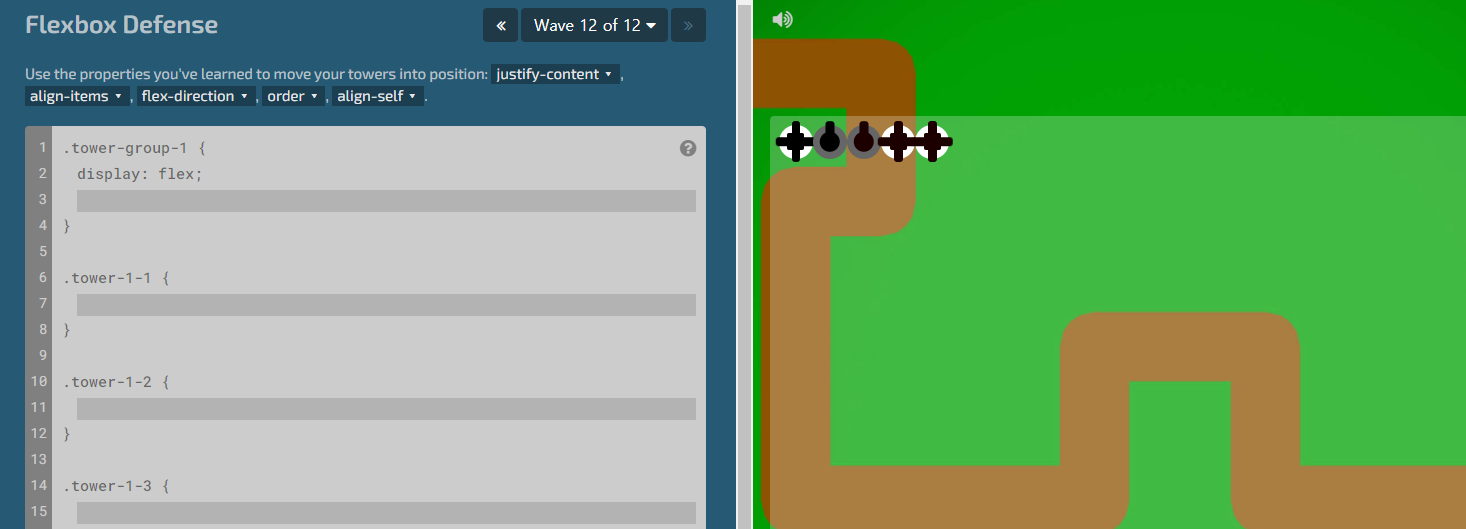 Flexbox Defense
« Wave 12 of 12 »
Use the properties you've learned to move your towers into position: justify-content ,
align-items , flex-direction , order , align-self .
1 .tower-group-1 { ?
2 display: flex;
3
4 }
5
6 .tower-1-1 {
7
8 }
9
10 .tower-1-2 {
11
12 }
13
14 .tower-1-3 {
15